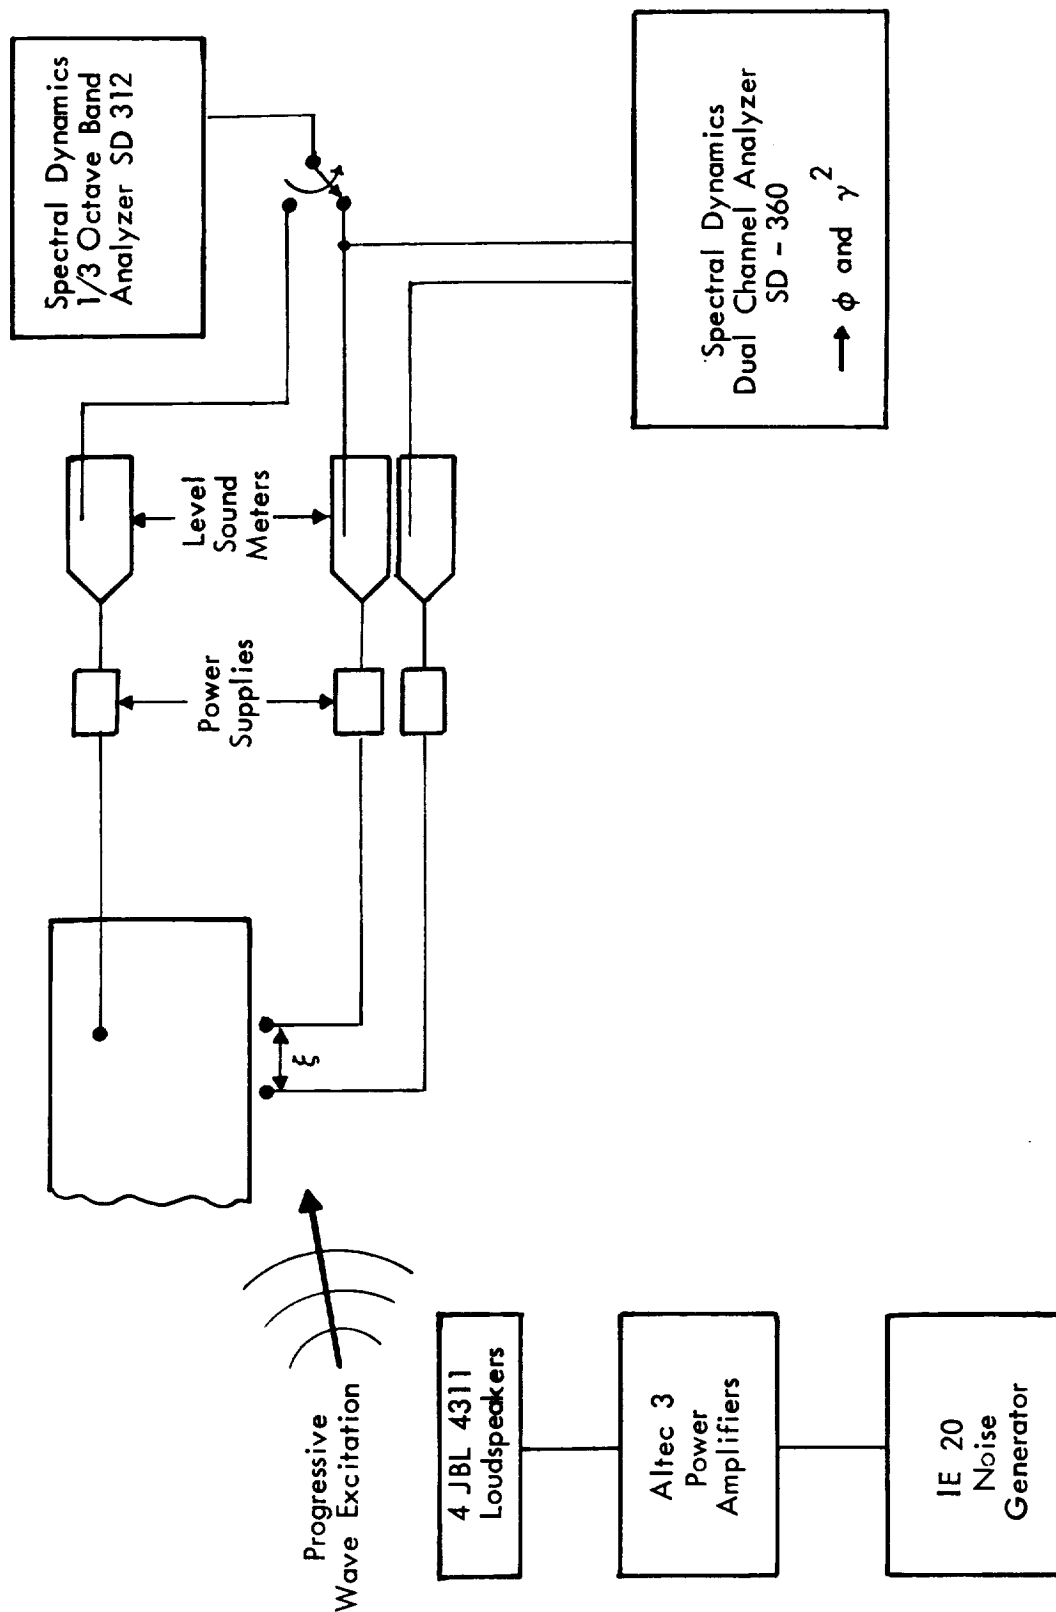 Spectral Dynamics
1/3 Octave Band
Analyzer SD 312
Level
Sound
Meters
Power
Supplies
ξ
Spectral Dynamics
Dual Channel Analyzer
SD - 360
→ ϕ and γ²
Progressive
Wave Excitation
4 JBL 4311
Loudspeakers
Altec 3
Power
Amplifiers
IE 20
Noise
Generator